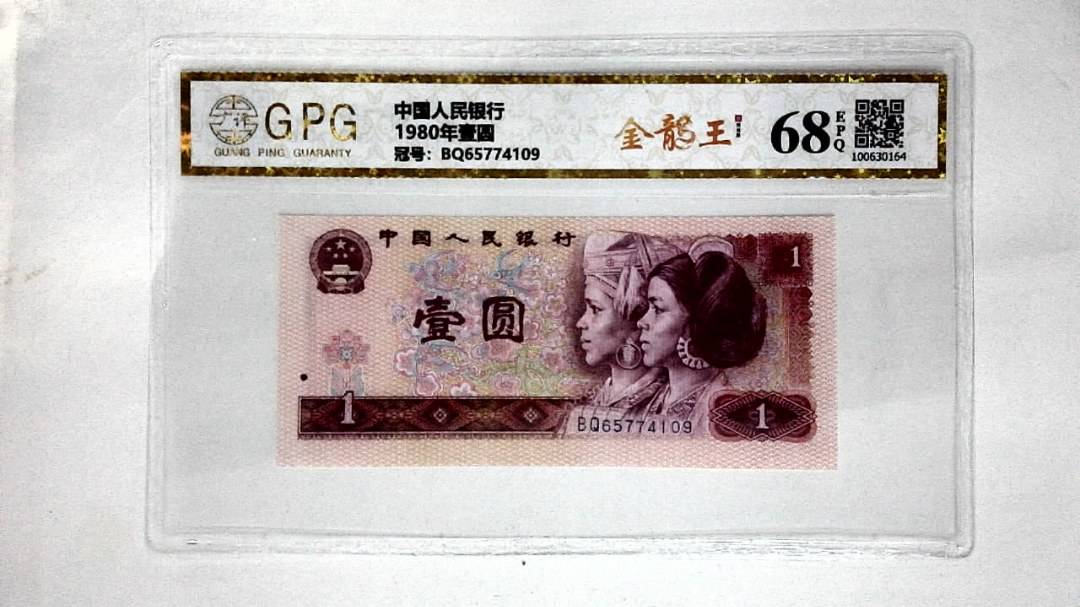 GPG
GUANG PING GUARANTY
中国人民银行
1980年壹圆
冠号：BQ65774109
金龍王
68
EPQ
100630164
中国人民银行
1
壹圆
1
BQ65774109
1